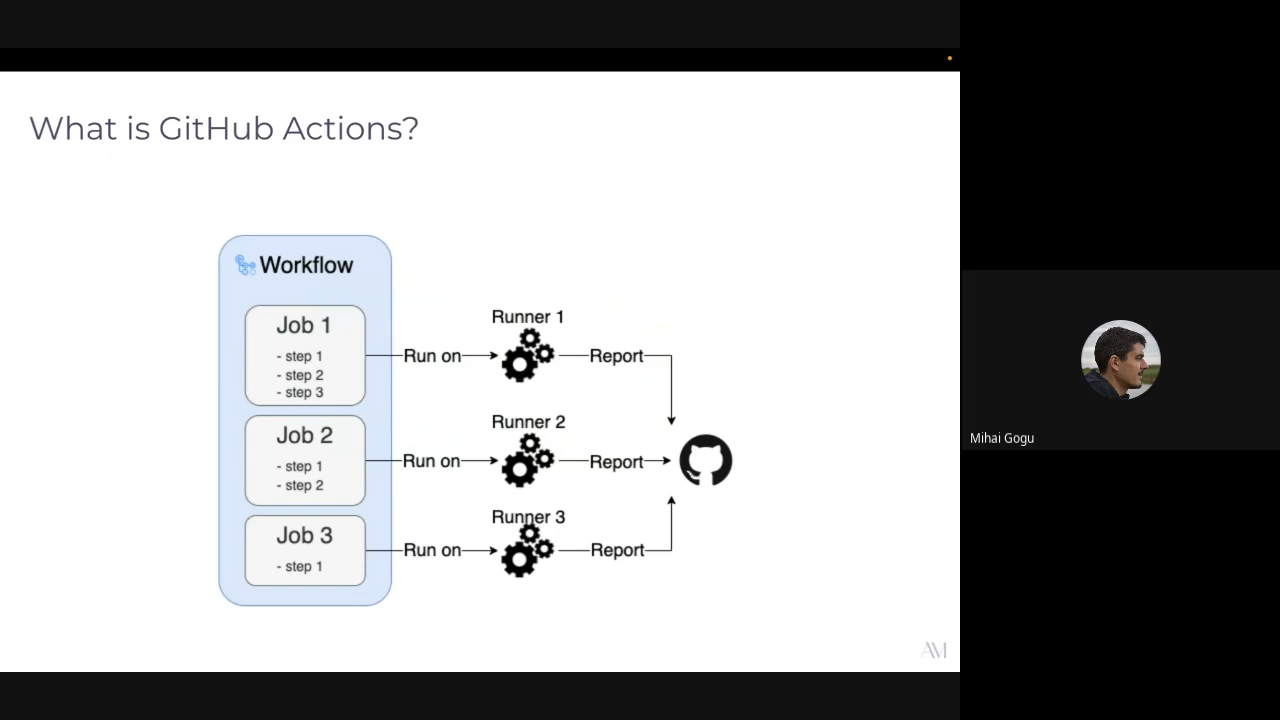 What is GitHub Actions?
Workflow
Job 1
- step 1
- step 2
- step 3
Run on
Runner 1
Report
Job 2
- step 1
- step 2
Run on
Runner 2
Report
Job 3
- step 1
Run on
Runner 3
Report
AM
Mihai Gogu